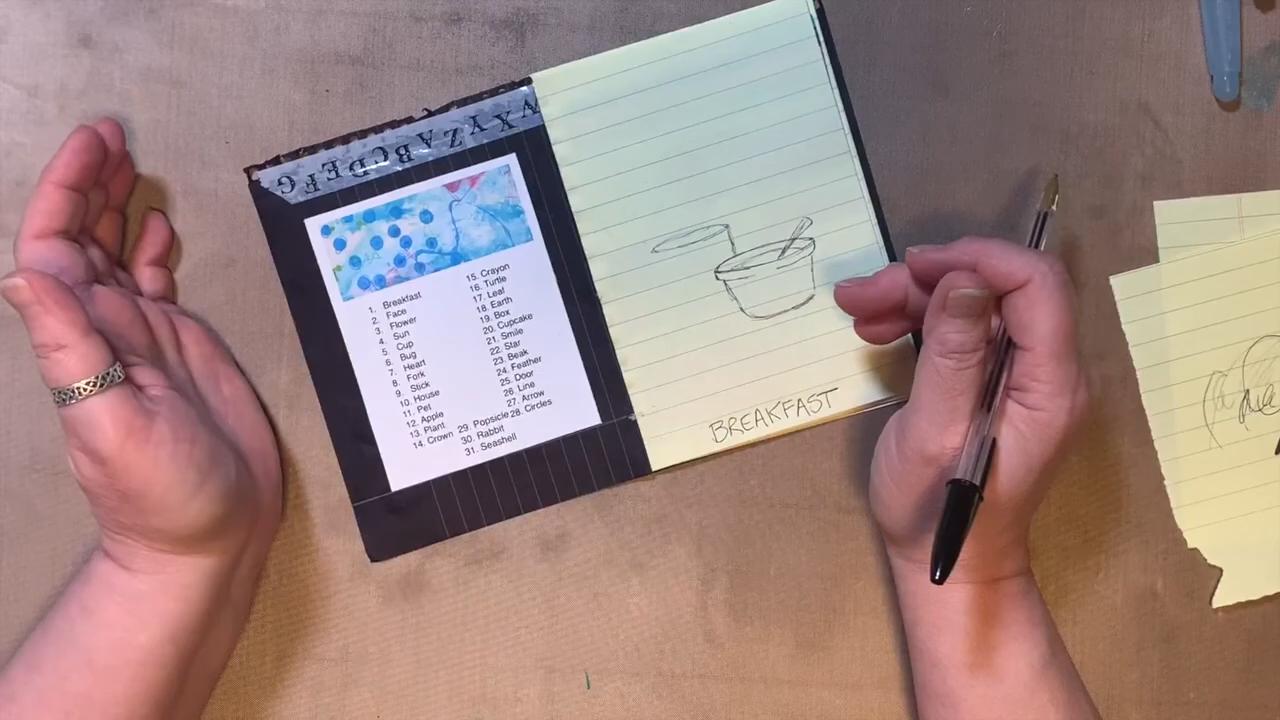 XYZABCDEFG
1. Breakfast
2. Face
3. Flower
4. Sun
5. Cup
6. Bug
7. Heart
8. Fork
9. Stick
10. House
11. Pet
12. Apple
13. Plant
14. Crown
15. Crayon
16. Turtle
17. Leaf
18. Earth
19. Box
20. Cupcake
21. Smile
22. Star
23. Beak
24. Feather
25. Door
26. Line
27. Arrow
28. Circles
29. Popsicle
30. Rabbit
31. Seashell
BREAKFAST